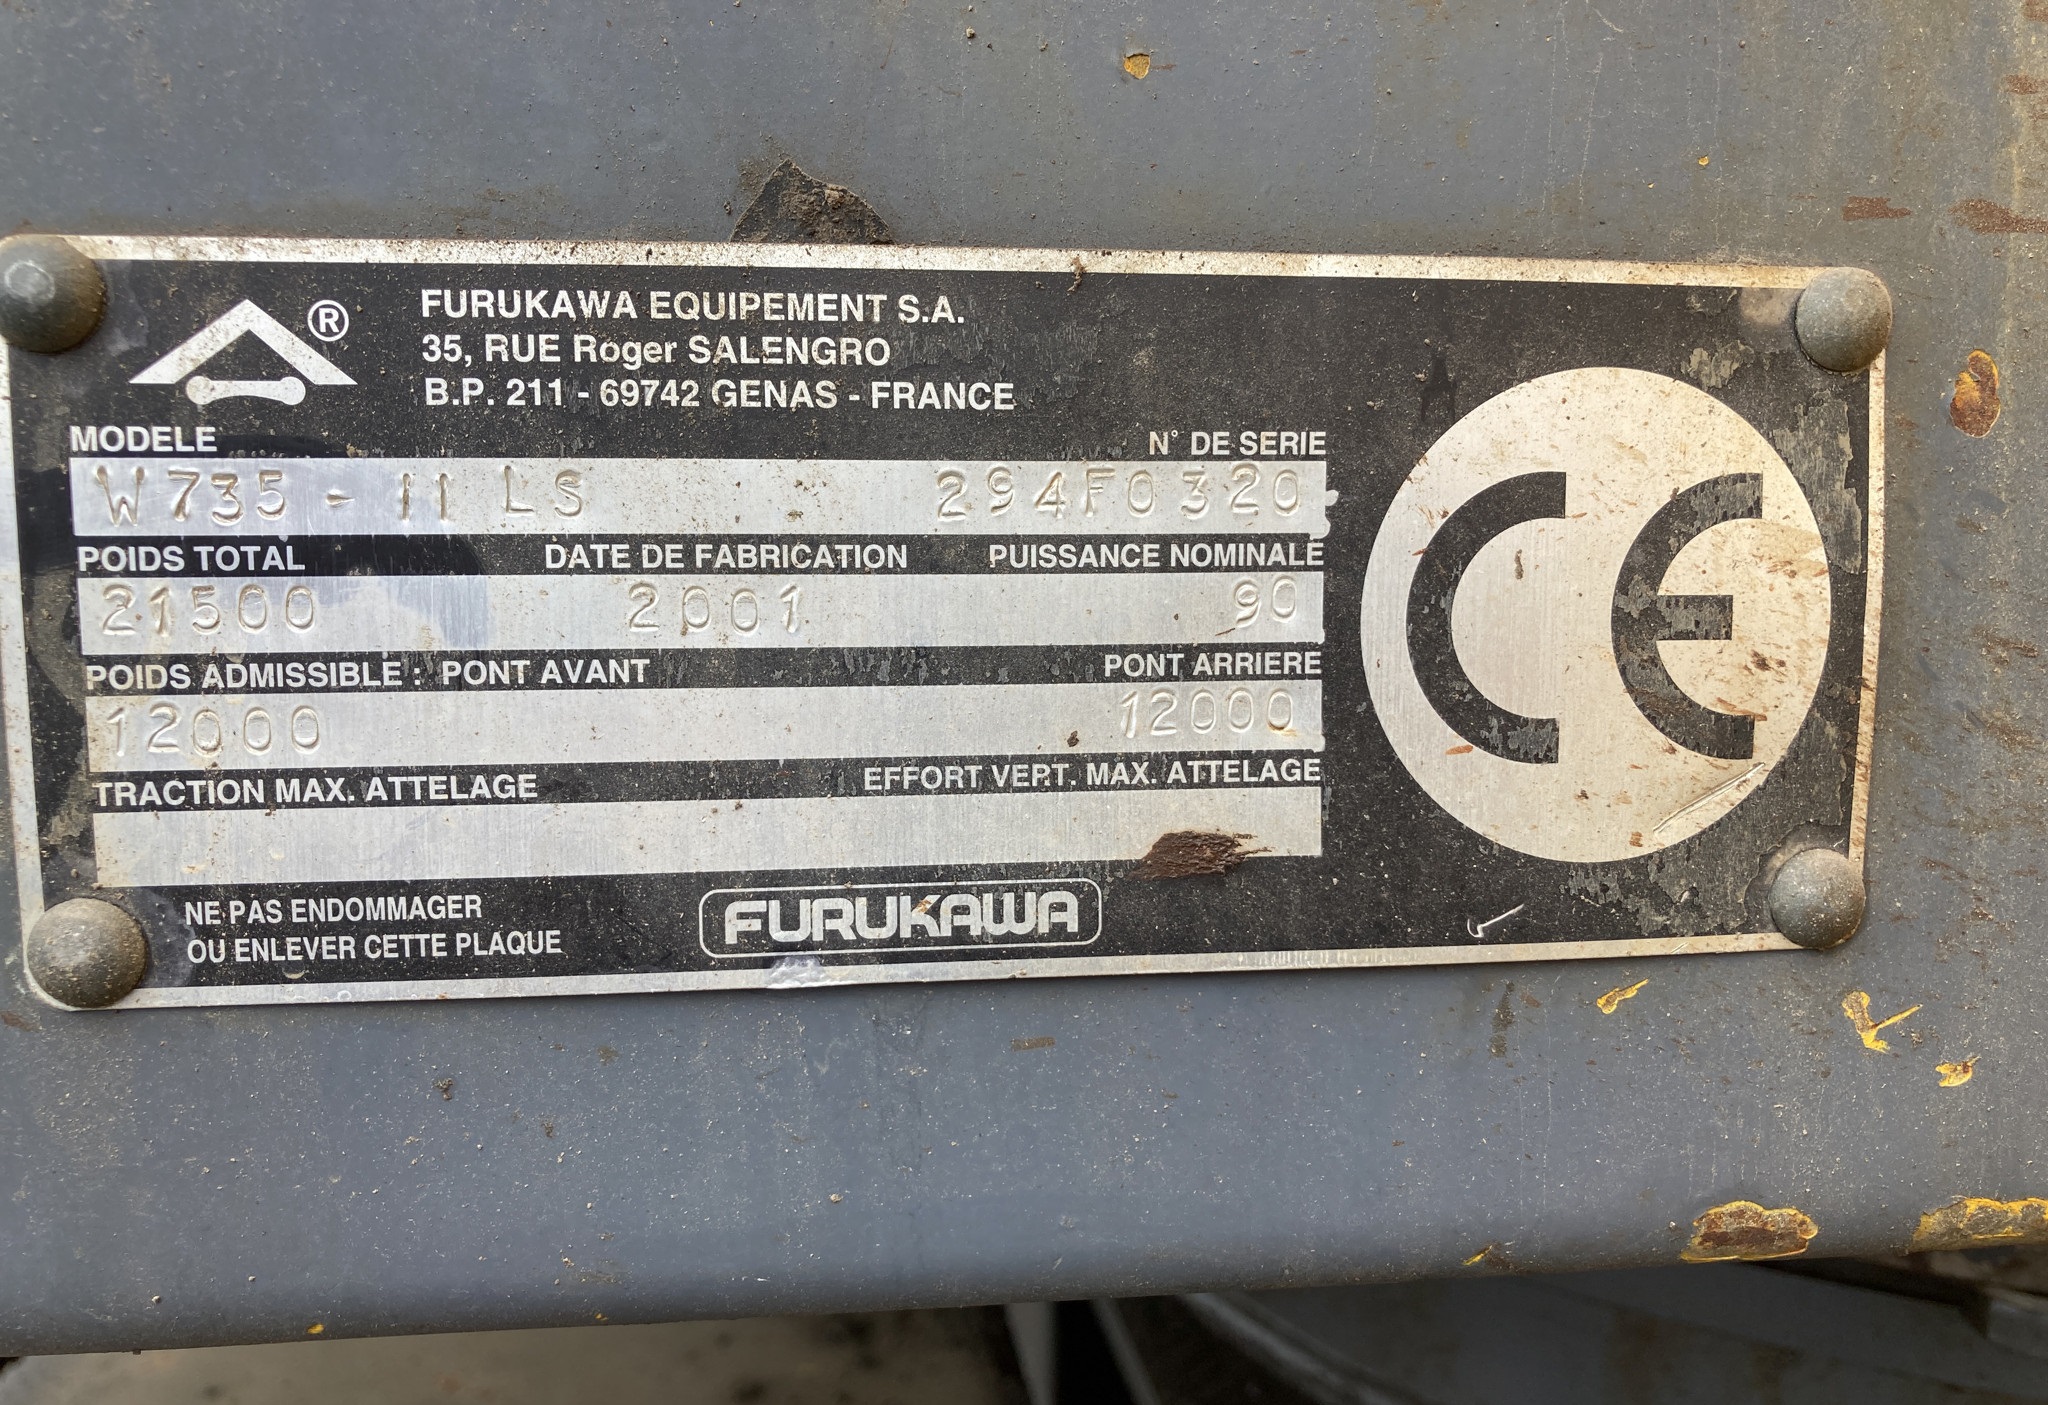 ®
FURUKAWA EQUIPEMENT S.A.
35, RUE Roger SALENGRO
B.P. 211 - 69742 GENAS - FRANCE
MODELE N° DE SERIE
W735-II LS 294F0320
POIDS TOTAL DATE DE FABRICATION PUISSANCE NOMINALE
21500 2001 90
POIDS ADMISSIBLE : PONT AVANT PONT ARRIERE
12000 12000
TRACTION MAX. ATTELAGE EFFORT VERT. MAX. ATTELAGE
NE PAS ENDOMMAGER
OU ENLEVER CETTE PLAQUE
FURUKAWA
CE